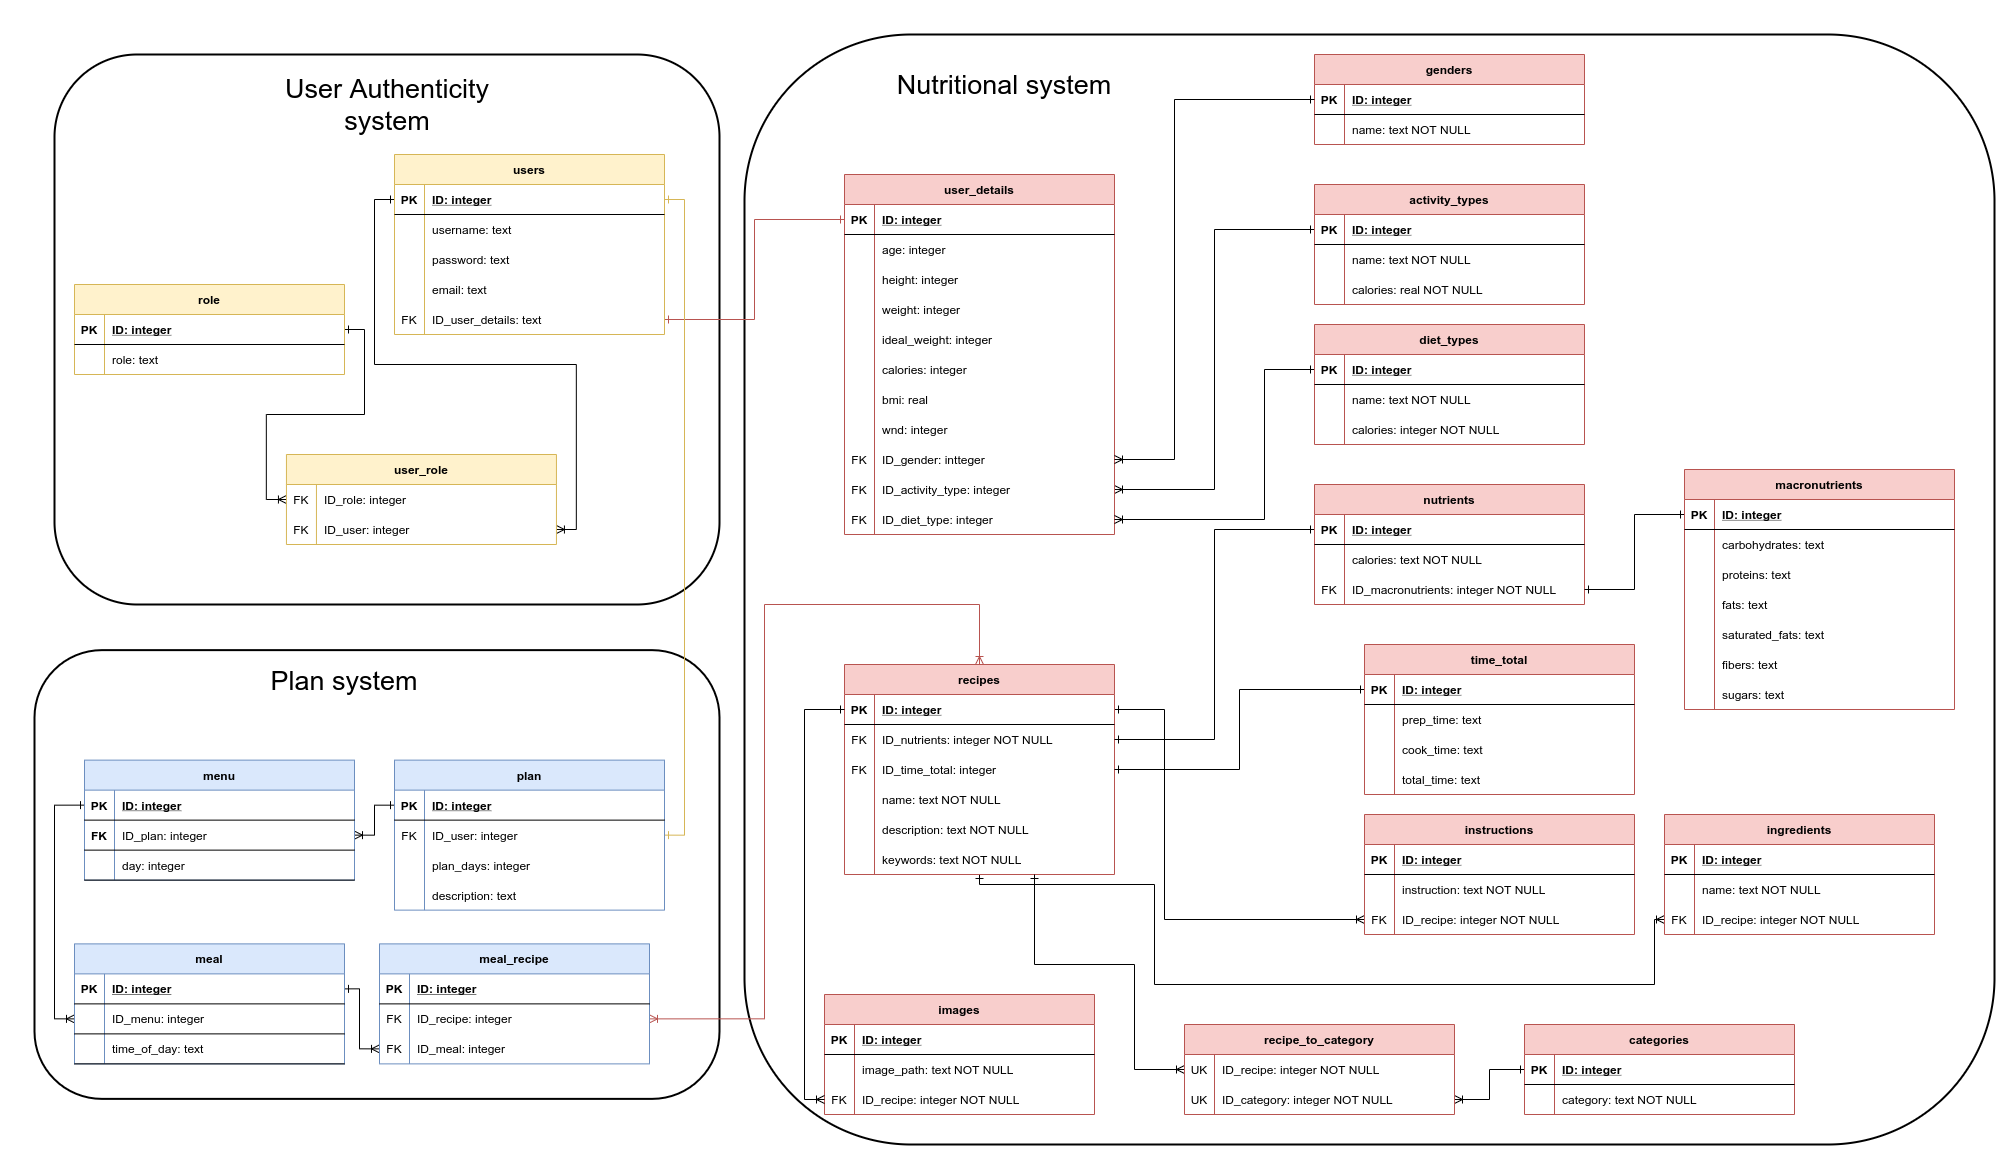 User Authenticity
system
users
PK ID: integer
username: text
password: text
email: text
FK ID_user_details: text
role
PK ID: integer
role: text
user_role
FK ID_role: integer
FK ID_user: integer
Plan system
menu
PK ID: integer
FK ID_plan: integer
day: integer
plan
PK ID: integer
FK ID_user: integer
plan_days: integer
description: text
meal
PK ID: integer
ID_menu: integer
time_of_day: text
meal_recipe
PK ID: integer
FK ID_recipe: integer
FK ID_meal: integer
Nutritional system
user_details
PK ID: integer
age: integer
height: integer
weight: integer
ideal_weight: integer
calories: integer
bmi: real
wnd: integer
FK ID_gender: intteger
FK ID_activity_type: integer
FK ID_diet_type: integer
genders
PK ID: integer
name: text NOT NULL
activity_types
PK ID: integer
name: text NOT NULL
calories: real NOT NULL
diet_types
PK ID: integer
name: text NOT NULL
calories: integer NOT NULL
nutrients
PK ID: integer
calories: text NOT NULL
FK ID_macronutrients: integer NOT NULL
macronutrients
PK ID: integer
carbohydrates: text
proteins: text
fats: text
saturated_fats: text
fibers: text
sugars: text
recipes
PK ID: integer
FK ID_nutrients: integer NOT NULL
FK ID_time_total: integer
name: text NOT NULL
description: text NOT NULL
keywords: text NOT NULL
time_total
PK ID: integer
prep_time: text
cook_time: text
total_time: text
instructions
PK ID: integer
instruction: text NOT NULL
FK ID_recipe: integer NOT NULL
ingredients
PK ID: integer
name: text NOT NULL
FK ID_recipe: integer NOT NULL
images
PK ID: integer
image_path: text NOT NULL
FK ID_recipe: integer NOT NULL
recipe_to_category
UK ID_recipe: integer NOT NULL
UK ID_category: integer NOT NULL
categories
PK ID: integer
category: text NOT NULL